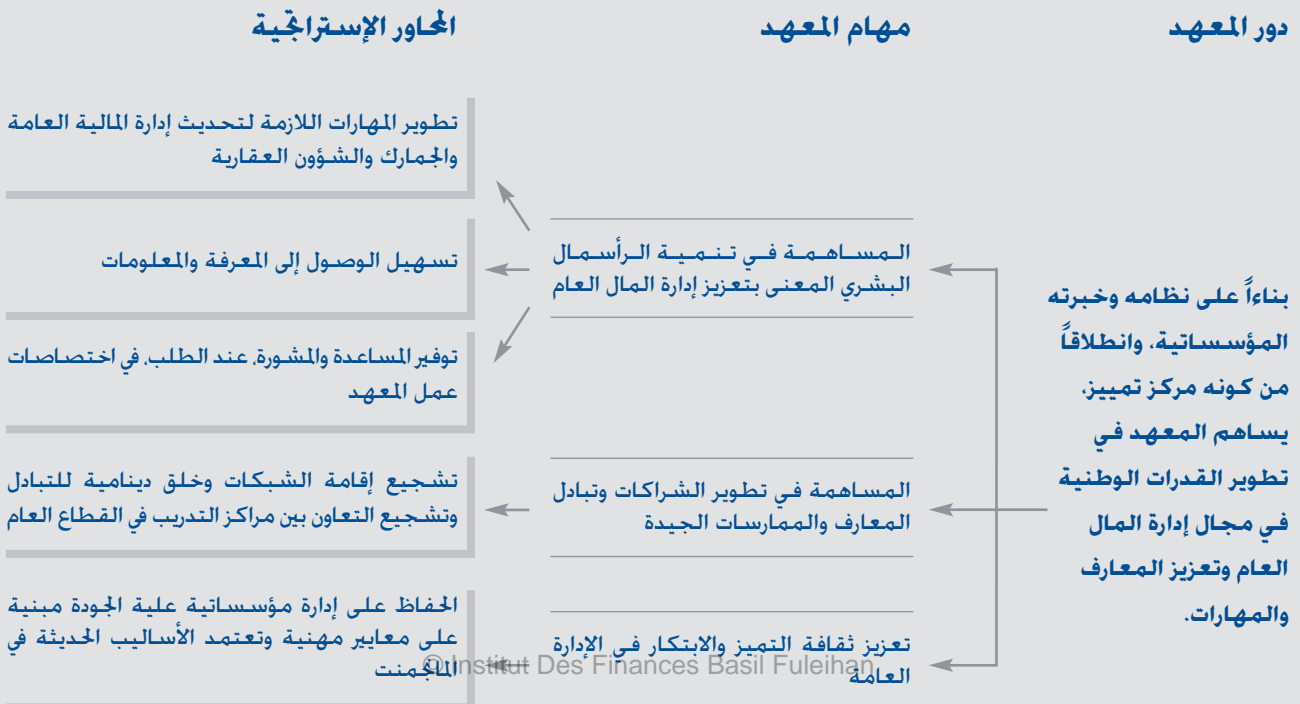 دور المعهد
مهام المعهد
المحاور الإستراتجية
بناءاً على نظامه وخبرته
المؤسساتية، وانطلاقاً
من كونه مركز تمييز،
يساهم المعهد في
تطوير القدرات الوطنية
في مجال إدارة المال
العام وتعزيز المعارف
والمهارات.
المساهمة في تنمية الرأسمال
البشري المعنى بتعزيز إدارة المال العام
المساهمة في تطوير الشراكات وتبادل
المعارف والممارسات الجيدة
تعزيز ثقافة التميز والابتكار في الإدارة
العامة
تطوير المهارات اللازمة لتحديث إدارة المالية العامة
والجمارك والشؤون العقارية
تسهيل الوصول إلى المعرفة والمعلومات
توفير المساعدة والمشورة، عند الطلب، في اختصاصات
عمل المعهد
تشجيع إقامة الشبكات وخلق دينامية للتبادل
وتشجيع التعاون بين مراكز التدريب في القطاع العام
الحفاظ على إدارة مؤسساتية علية الجودة مبنية
على معايير مهنية وتعتمد الأساليب الحديثة في
الماجمنت
© Institut Des Finances Basil Fuleihan